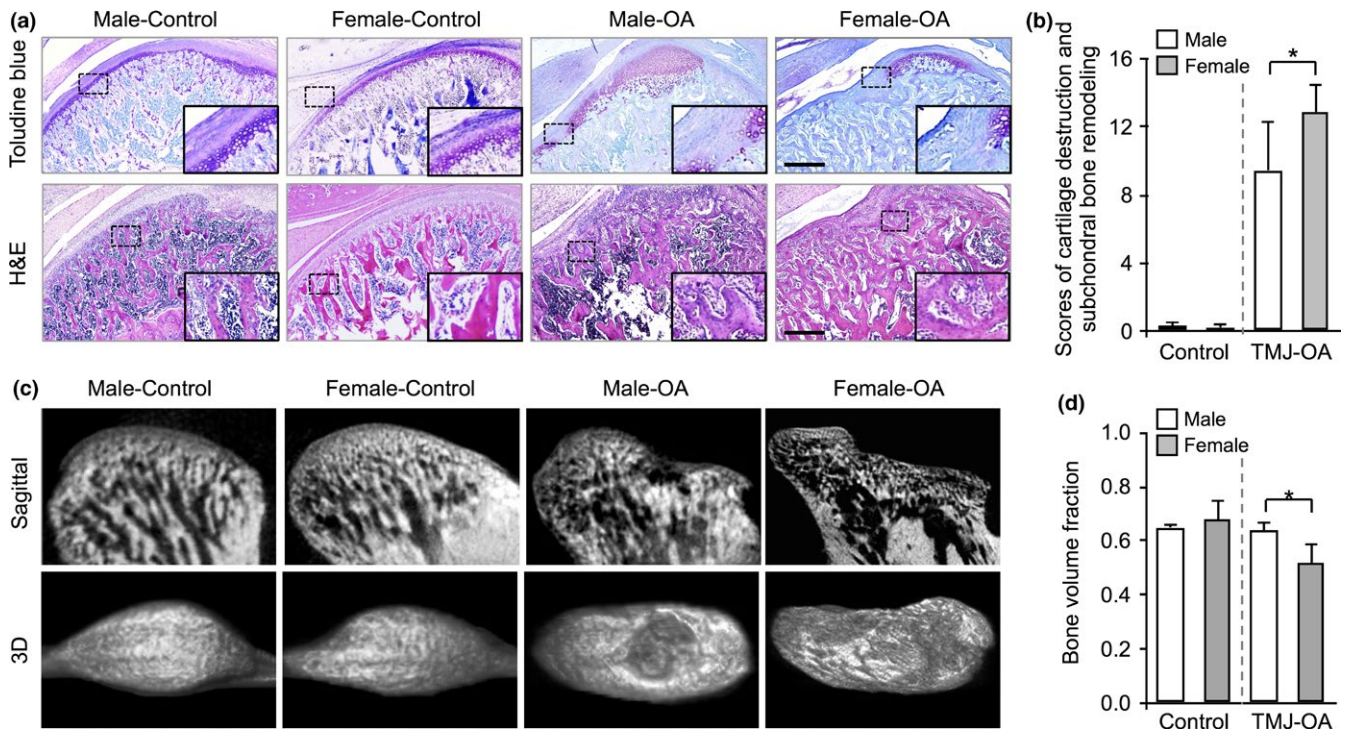 (a)
Male-Control
Female-Control
Male-OA
Female-OA
Toludine blue
H&E
(b)
Scores of cartilage destruction and
subchondral bone remodeling
16
12
8
4
0
Male
Female
*
Control
TMJ-OA
(c)
Male-Control
Female-Control
Male-OA
Female-OA
Sagittal
3D
(d)
Bone volume fraction
1.0
0.8
0.6
0.4
0.2
0.0
Male
Female
*
Control
TMJ-OA